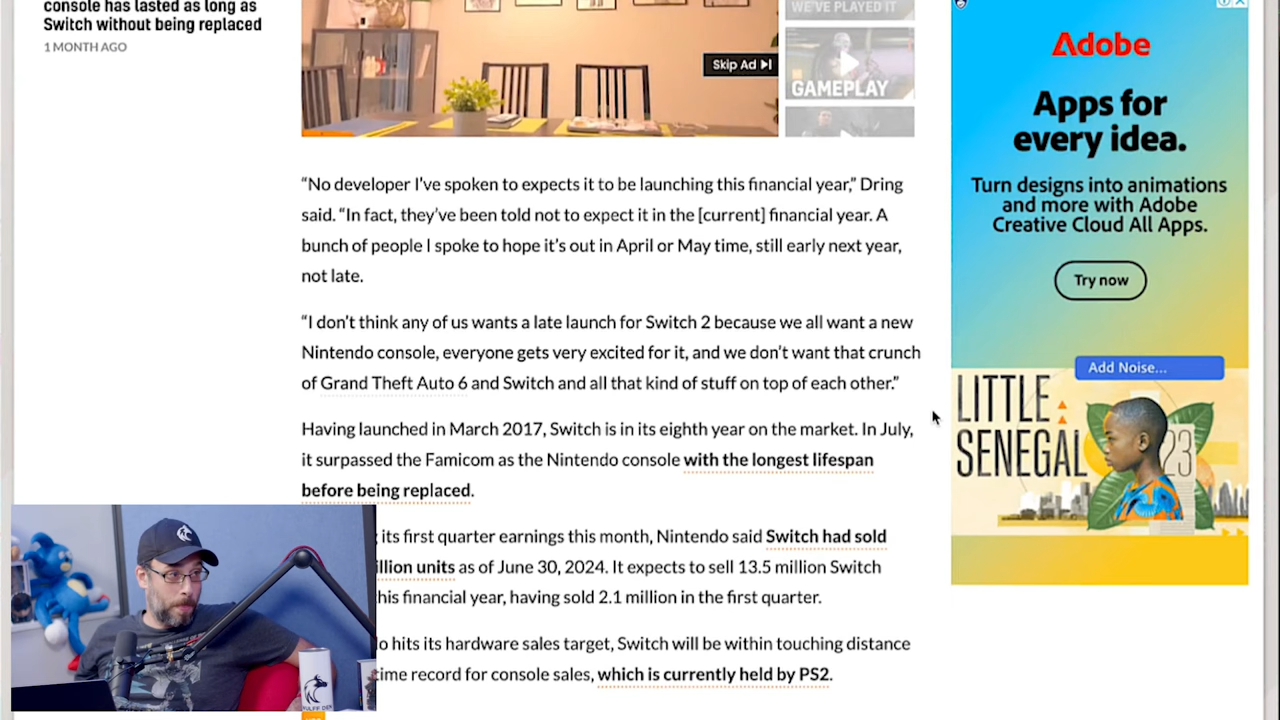 console has lasted as long as
Switch without being replaced
1 MONTH AGO
Skip Ad
WE'VE PLAYED IT
GAMEPLAY
"No developer I've spoken to expects it to be launching this financial year," Dring
said. "In fact, they've been told not to expect it in the [current] financial year. A
bunch of people I spoke to hope it's out in April or May time, still early next year,
not late.
"I don't think any of us wants a late launch for Switch 2 because we all want a new
Nintendo console, everyone gets very excited for it, and we don't want that crunch
of Grand Theft Auto 6 and Switch and all that kind of stuff on top of each other."
Having launched in March 2017, Switch is in its eighth year on the market. In July,
it surpassed the Famicom as the Nintendo console with the longest lifespan
before being replaced.
its first quarter earnings this month, Nintendo said Switch had sold
illion units as of June 30, 2024. It expects to sell 13.5 million Switch
his financial year, having sold 2.1 million in the first quarter.
o hits its hardware sales target, Switch will be within touching distance
time record for console sales, which is currently held by PS2.
Adobe
Apps for
every idea.
Turn designs into animations
and more with Adobe
Creative Cloud All Apps.
Try now
Add Noise...
LITTLE
SENEGAL
23
WULFF DEN